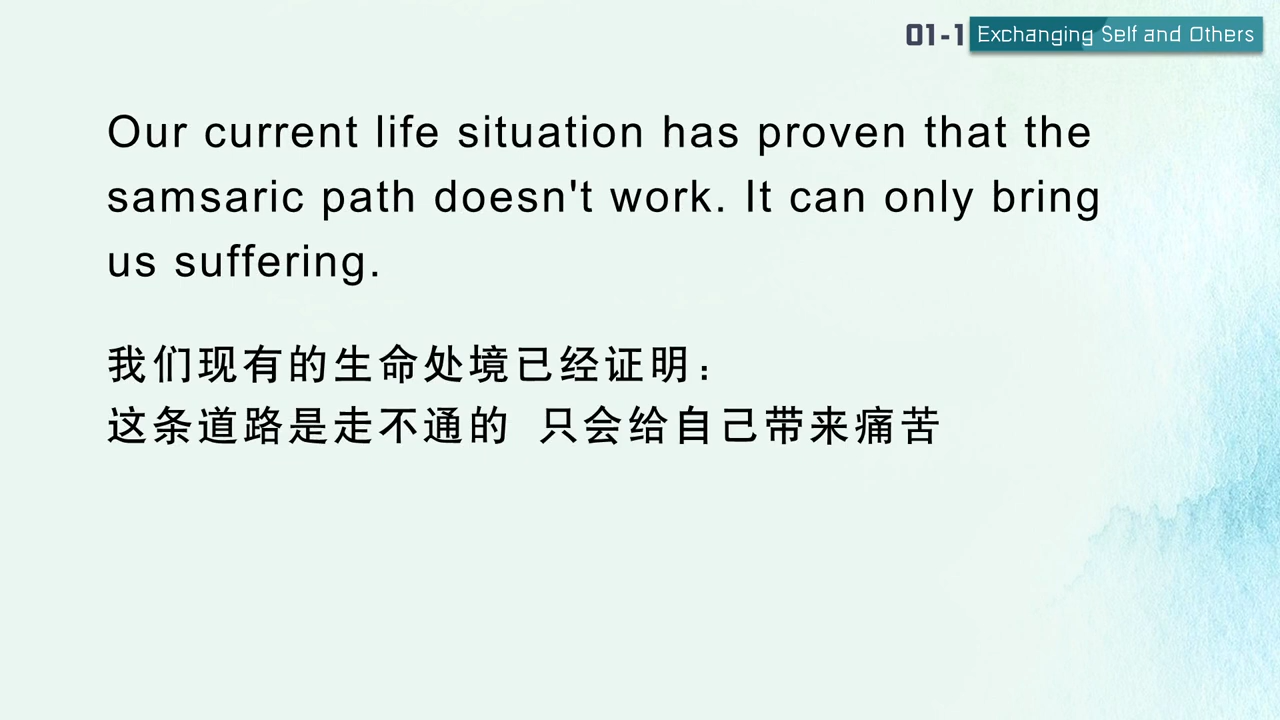 01-1 Exchanging Self and Others
Our current life situation has proven that the
samsaric path doesn't work. It can only bring
us suffering.
我们现有的生命处境已经证明：
这条道路是走不通的 只会给自己带来痛苦